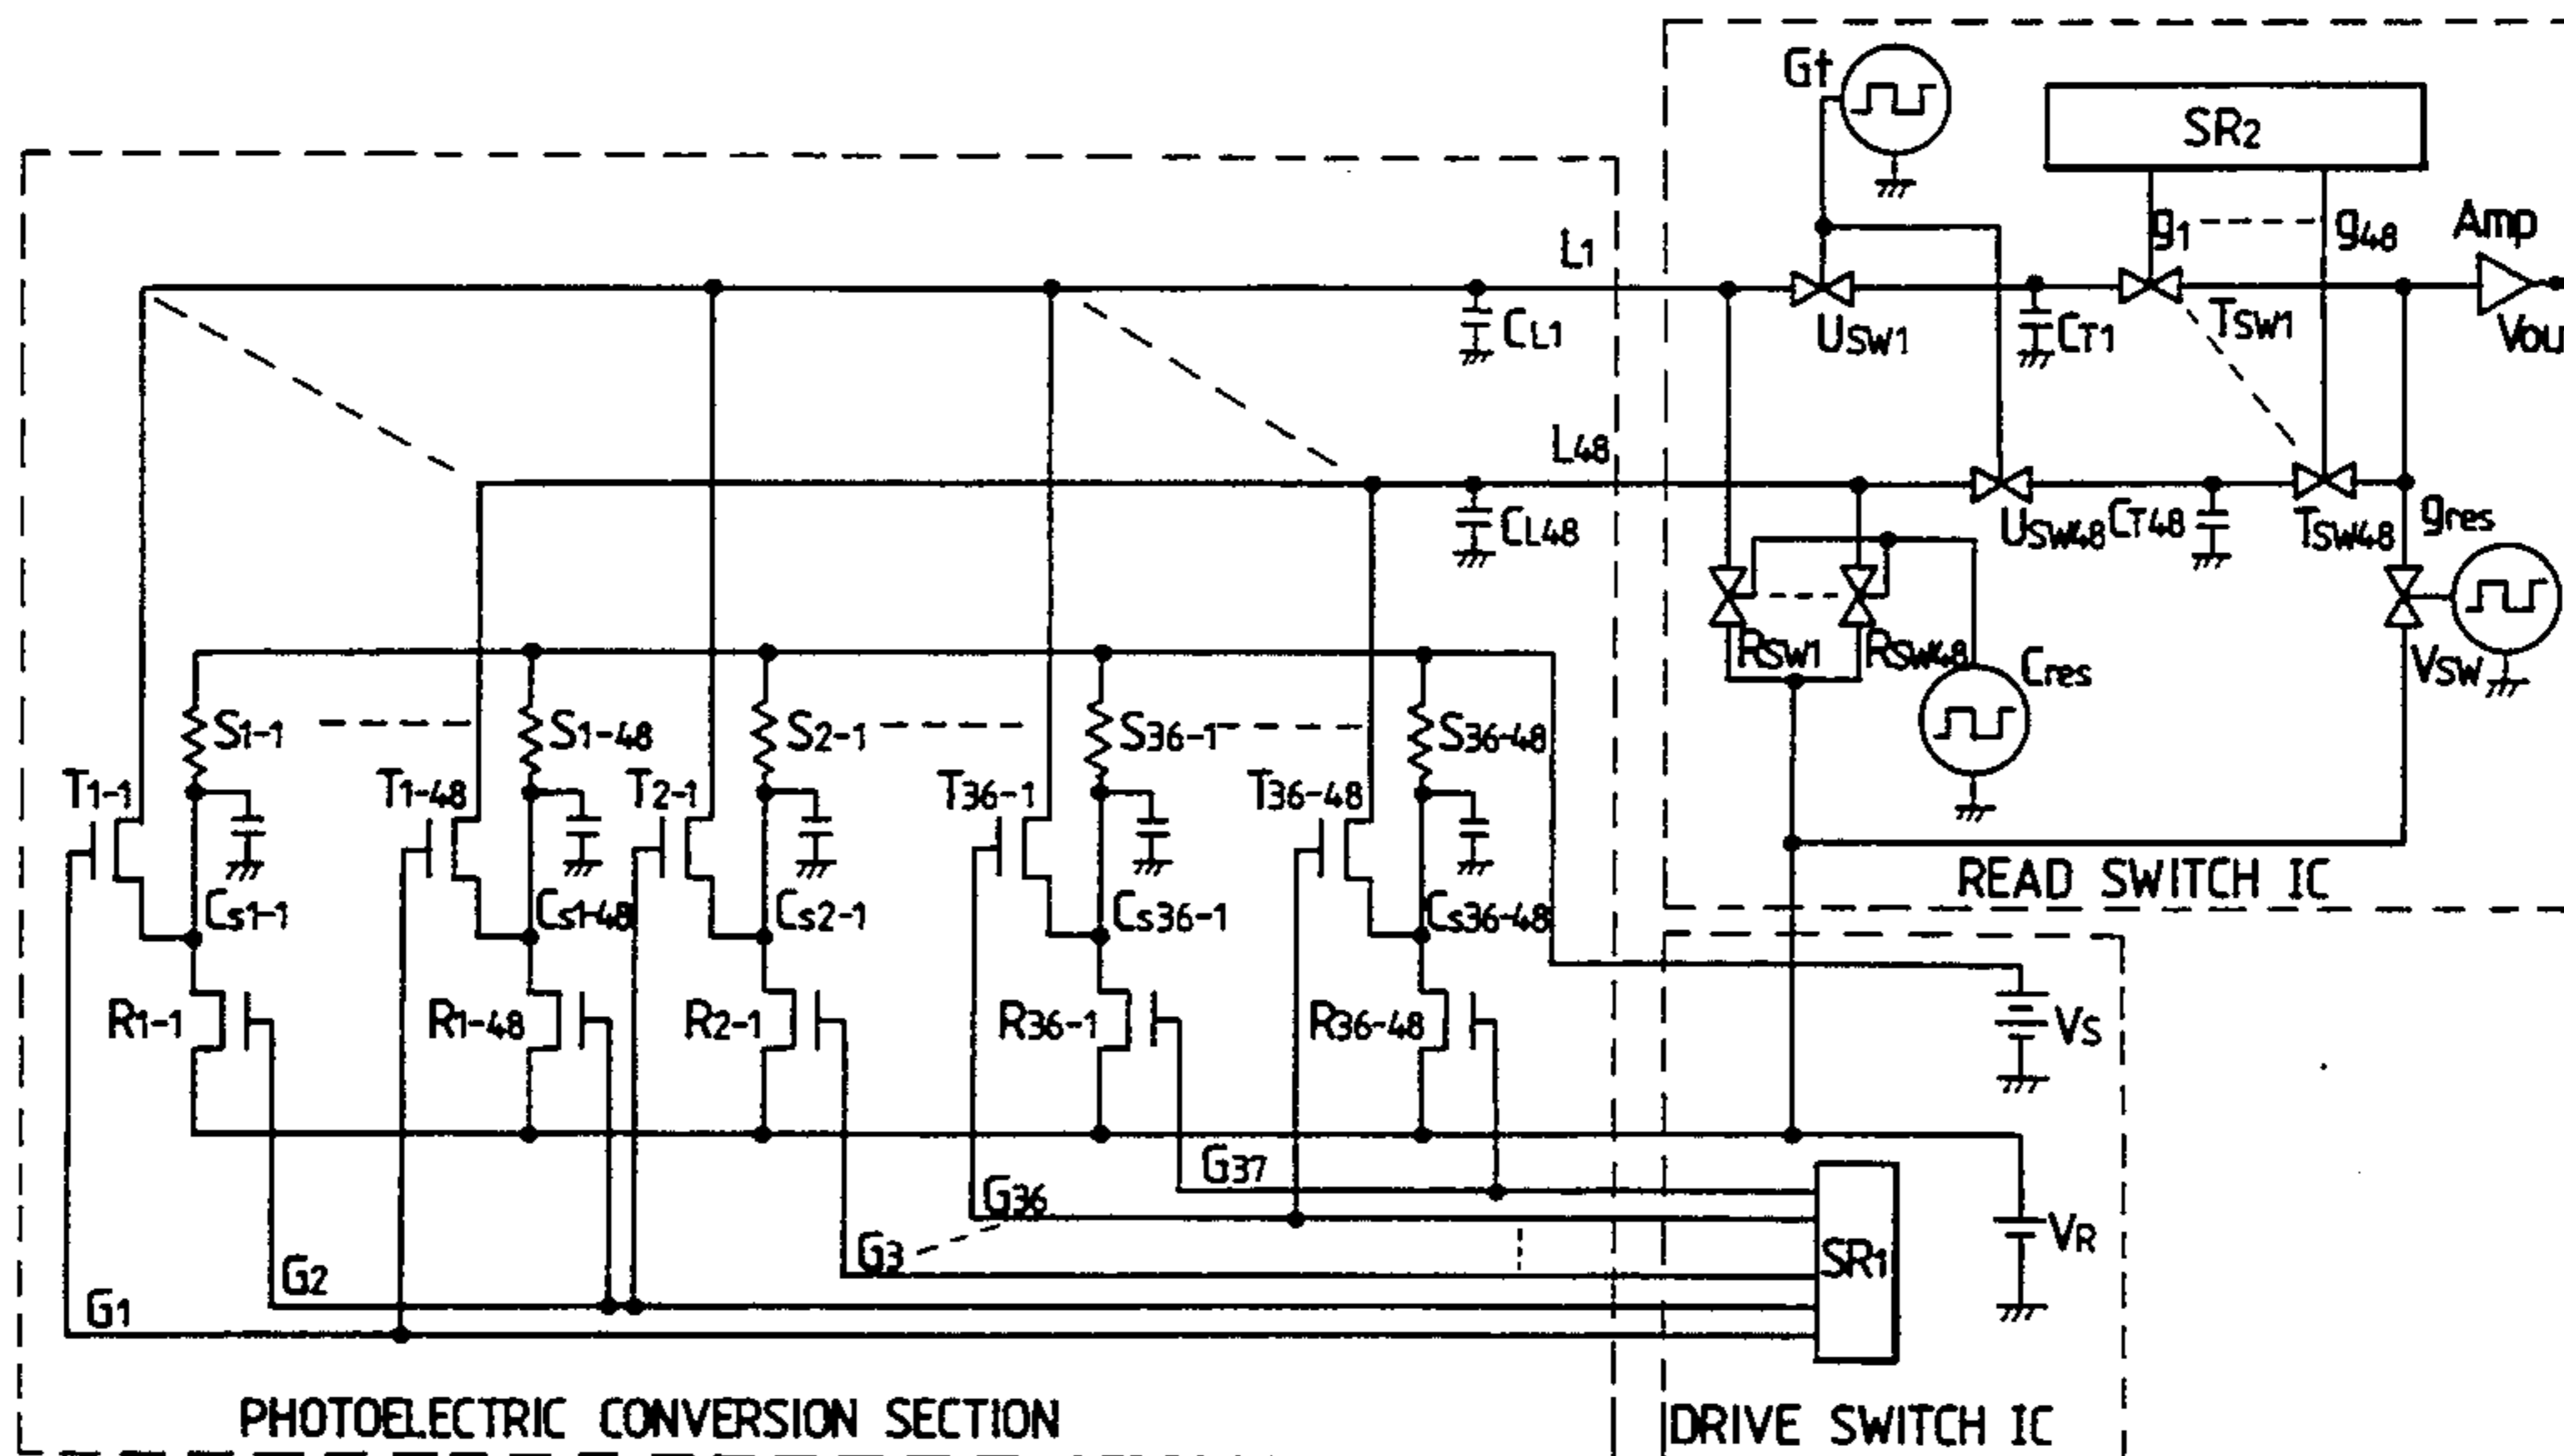 Gt
SR2
g1
g48
Amp
L1
CL1
USW1
CT1
TSW1
L48
CL48
USW48
CT48
TSW48
gres
RSW1
RSW48
Cres
VSW
S1-1
S1-48
S2-1
S36-1
S36-48
T1-1
T1-48
T2-1
T36-1
T36-48
READ SWITCH IC
Cs1-1
Cs1-48
Cs2-1
Cs36-1
Cs36-48
R1-1
R1-48
R2-1
R36-1
R36-48
VS
G37
G36
G3
SR1
VR
G2
G1
PHOTOELECTRIC CONVERSION SECTION
DRIVE SWITCH IC